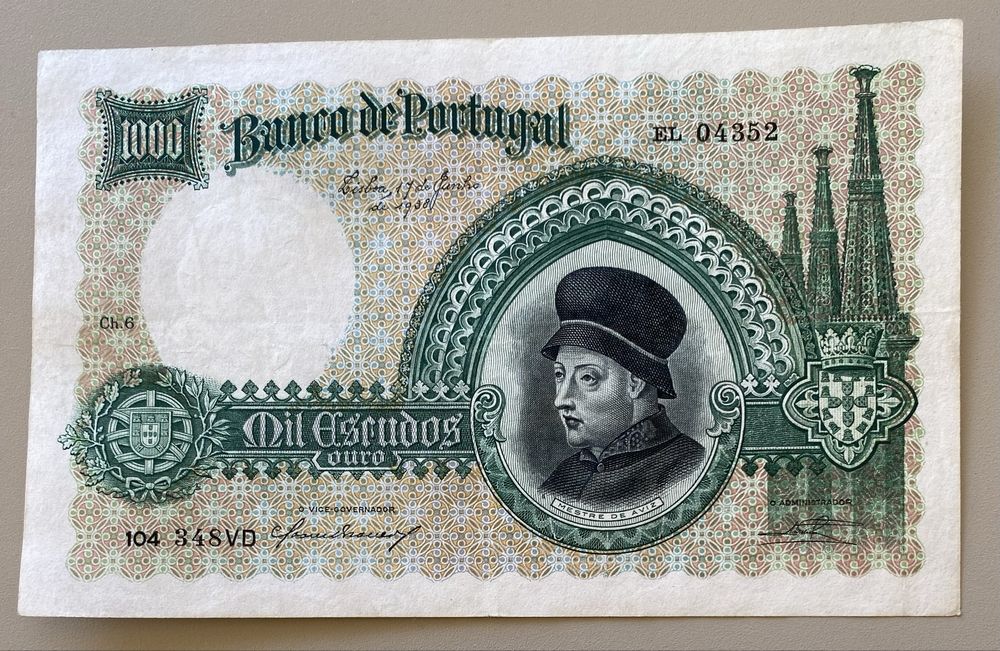 1000
Banco de Portugal
EL 04352
Lisboa, 17 de Junho
de 1938
Ch.6
Mil Escudos
ouro
MESTRE DE AVIZ
O VICE-GOVERNADOR
O ADMINISTRADOR
104 348VD